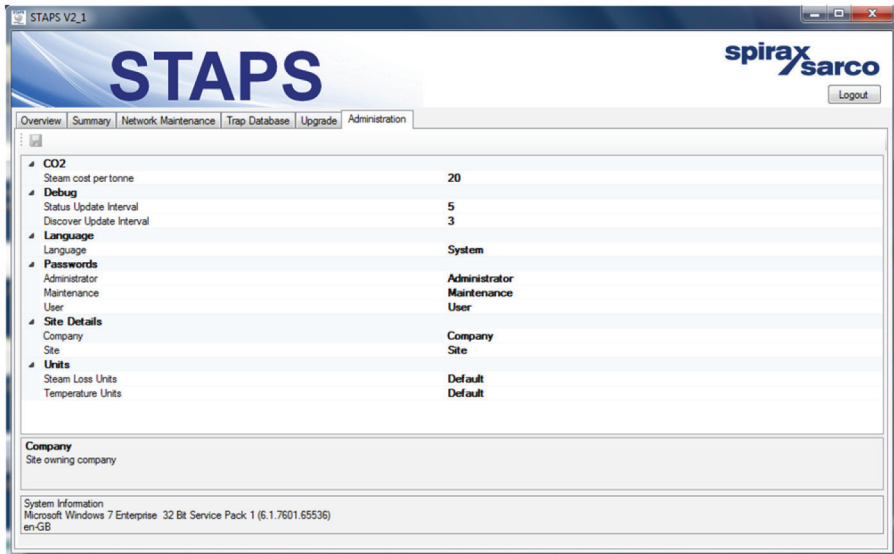 STAPS V2_1
STAPS
spirax
sarco
Logout
Overview Summary Network Maintenance Trap Database Upgrade Administration
CO2
Steam cost per tonne 20
Debug
Status Update Interval 5
Discover Update Interval 3
Language
Language System
Passwords
Administrator Administrator
Maintenance Maintenance
User User
Site Details
Company Company
Site Site
Units
Steam Loss Units Default
Temperature Units Default
Company
Site owning company
System Information
Microsoft Windows 7 Enterprise 32 Bit Service Pack 1 (6.1.7601.65536)
en-GB